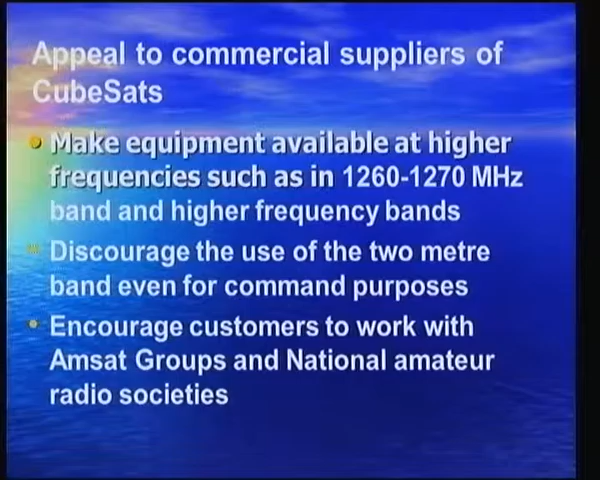 Appeal to commercial suppliers of
CubeSats
Make equipment available at higher
frequencies such as in 1260-1270 MHz
band and higher frequency bands
Discourage the use of the two metre
band even for command purposes
Encourage customers to work with
Amsat Groups and National amateur
radio societies